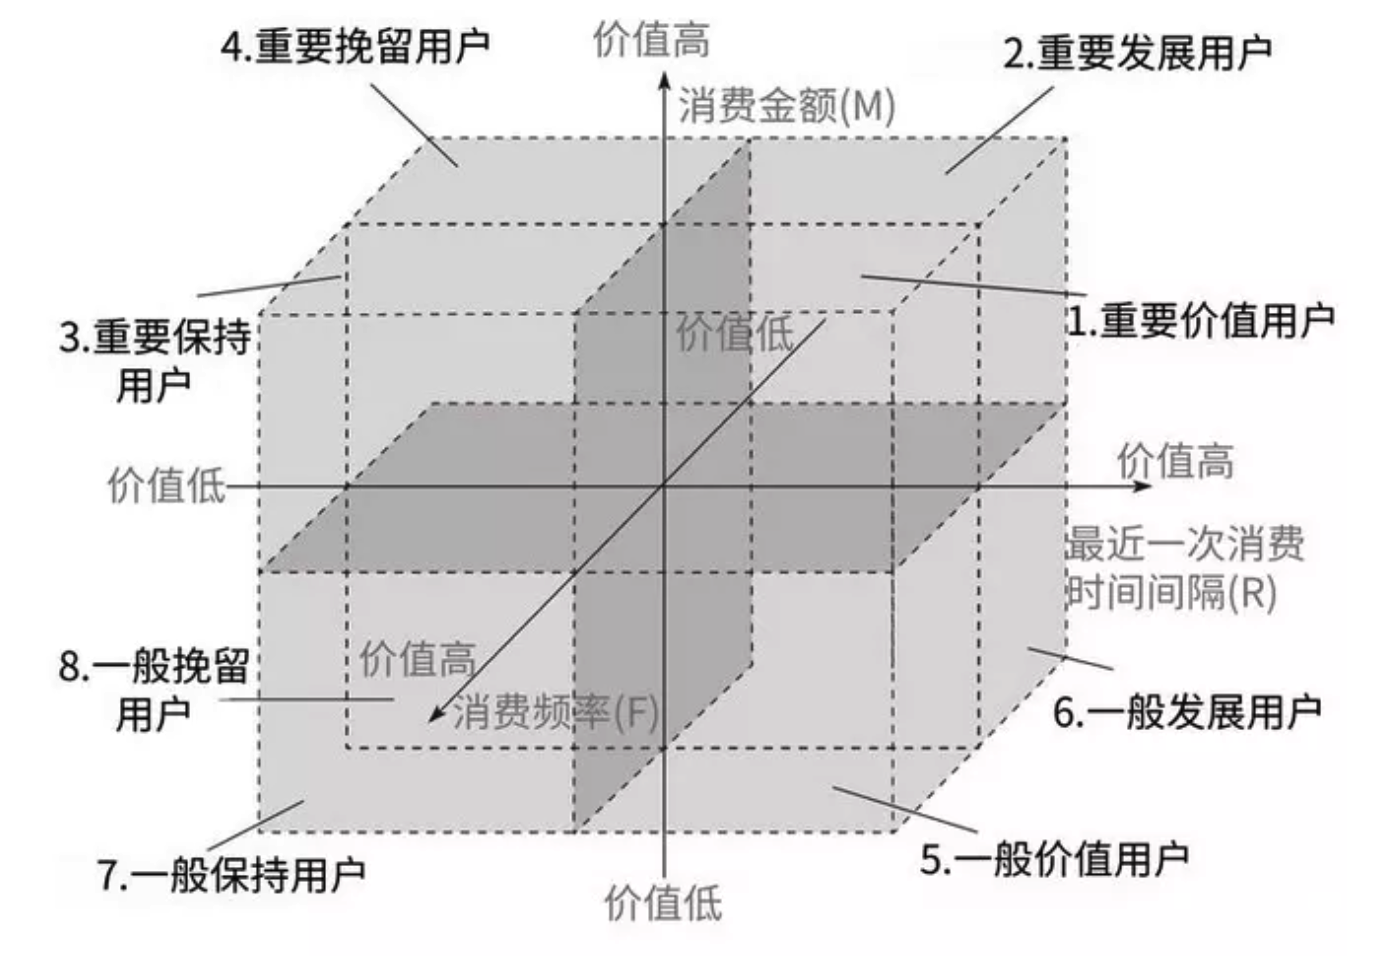 4.重要挽留用户
价值高
2.重要发展用户
消费金额(M)
3.重要保持
用户
价值低
1.重要价值用户
价值低
价值高
最近一次消费
时间间隔(R)
8.一般挽留
用户
价值高
消费频率(F)
6.一般发展用户
7.一般保持用户
5.一般价值用户
价值低